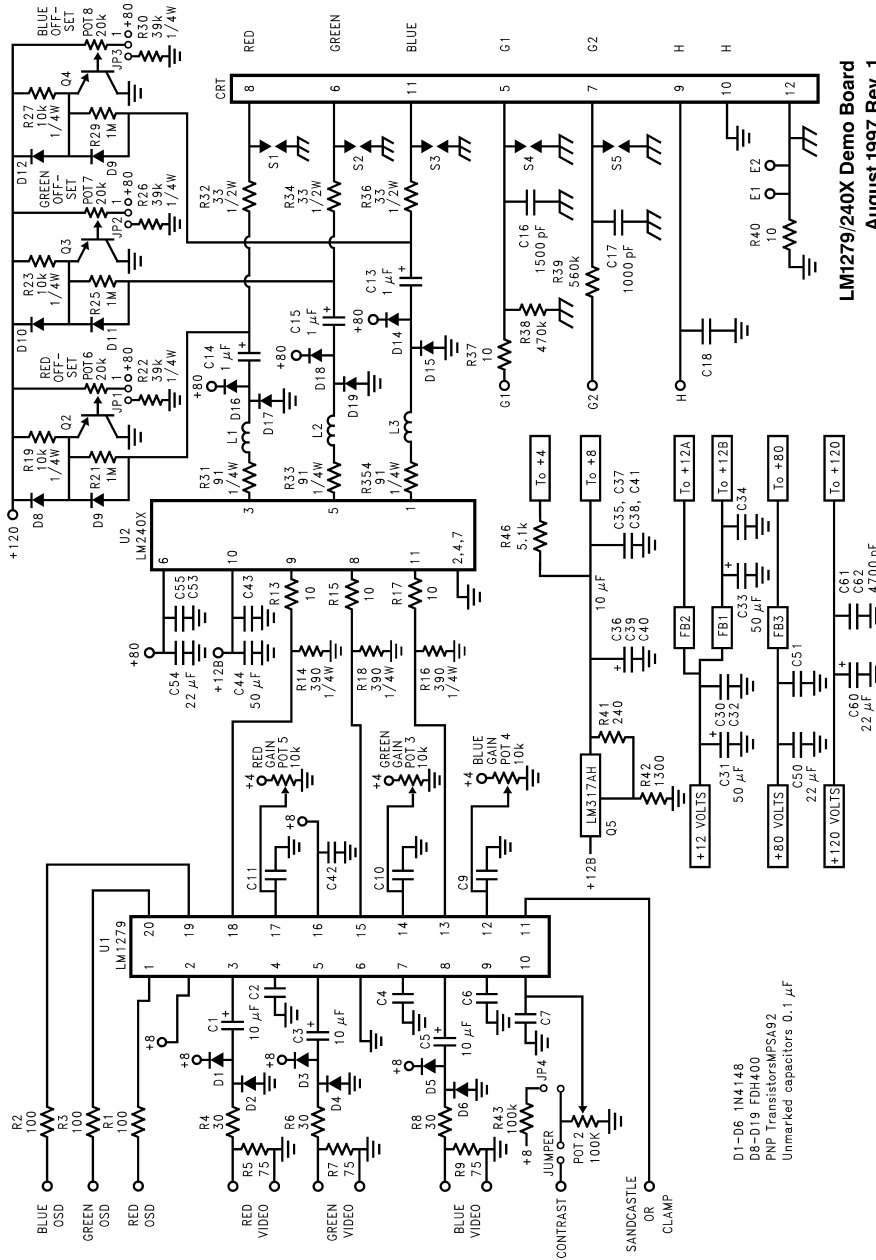 BLUE
OSD
GREEN
OSD
RED
OSD
R2
100
R3
100
R1
100
U1
LM1279
1
2
3
4
5
6
7
8
9
10
20
19
18
17
16
15
14
13
12
11
+8
RED
VIDEO
R5
75
R4
30
+8
D1
D2
C1
+
10 μF
C2
GREEN
VIDEO
R7
75
R6
30
+8
D3
D4
C3
+
10 μF
C4
BLUE
VIDEO
R9
75
R8
30
+8
D5
D6
C5
+
10 μF
C6
C7
R43
100k
+8
JP4
JUMPER
CONTRAST
POT 2
100K
SANDCASTLE
OR
CLAMP
C11
+4
RED
GAIN
POT 5
10k
+8
C42
C10
+4
GREEN
GAIN
POT 3
10k
C9
+4
BLUE
GAIN
POT 4
10k
R14
390
1/4W
R18
390
1/4W
R16
390
1/4W
R13
10
R15
10
R17
10
+80
C54
22 μF
C55
C53
+12B
C44
50 μF
C43
U2
LM240X
6
10
9
8
11
2,4,7
3
5
1
+120
D8
D9
R19
10k
1/4W
R21
1M
Q2
RED
OFF-
SET
POT6
20k
JP1
1
+80
R22
39k
1/4W
D10
D11
R23
10k
1/4W
R25
1M
Q3
GREEN
OFF-
SET
POT7
20k
JP2
1
+80
R26
39k
1/4W
D12
D9
R27
10k
1/4W
R29
1M
Q4
BLUE
OFF-
SET
POT8
20k
JP3
1
+80
R30
39k
1/4W
R31
91
1/4W
L1
+80
D16
D17
C14
1 μF
+
R32
33
1/2W
S1
R33
91
1/4W
L2
+80
D18
D19
C15
1 μF
+
R34
33
1/2W
S2
R354
91
1/4W
L3
+80
D14
D15
C13
1 μF
+
R36
33
1/2W
S3
CRT
8
6
11
5
7
9
10
12
RED
GREEN
BLUE
G1
G2
H
H
G1
R37
10
R38
470k
C16
1500 pF
S4
G2
R39
560k
C17
1000 pF
S5
H
C18
R40
10
E1
E2
+12B
LM317AH
Q5
R41
240
R42
1300
+
C36
C39
C40
10 μF
R46
5.1k
C35, C37
C38, C41
To +4
To +8
+12 VOLTS
+
C31
50 μF
C30
C32
FB2
FB1
+
C33
50 μF
C34
To +12A
To +12B
+80 VOLTS
C50
22 μF
C51
FB3
To +80
+120 VOLTS
+
C60
22 μF
C61
C62
4700 pF
To +120
D1-D6 1N4148
D8-D19 FDH400
PNP TransistorsMPSA92
Unmarked capacitors 0.1 μF
LM1279/240X Demo Board
August 1997 Rev. 1